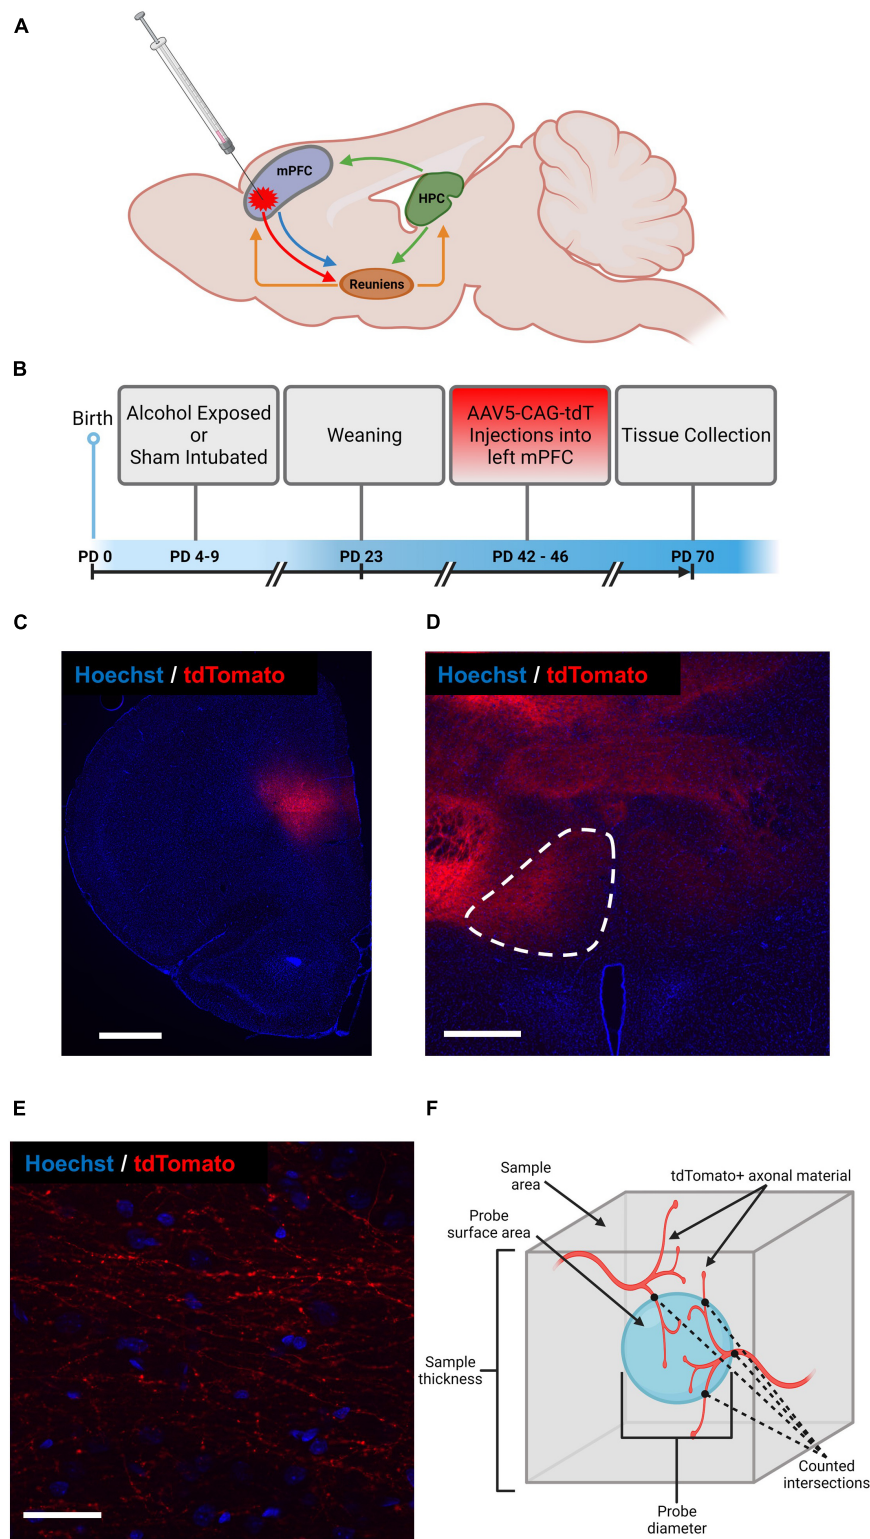 A
mPFC
HPC
Reuniens
B
Birth
Alcohol Exposed
or
Sham Intubated
Weaning
AAV5-CAG-tdT
Injections into
left mPFC
Tissue Collection
PD 0
PD 4-9
PD 23
PD 42 - 46
PD 70
C
Hoechst / tdTomato
D
Hoechst / tdTomato
E
Hoechst / tdTomato
F
Sample
area
tdTomato+ axonal material
Probe
surface area
Sample
thickness
Counted
intersections
Probe
diameter